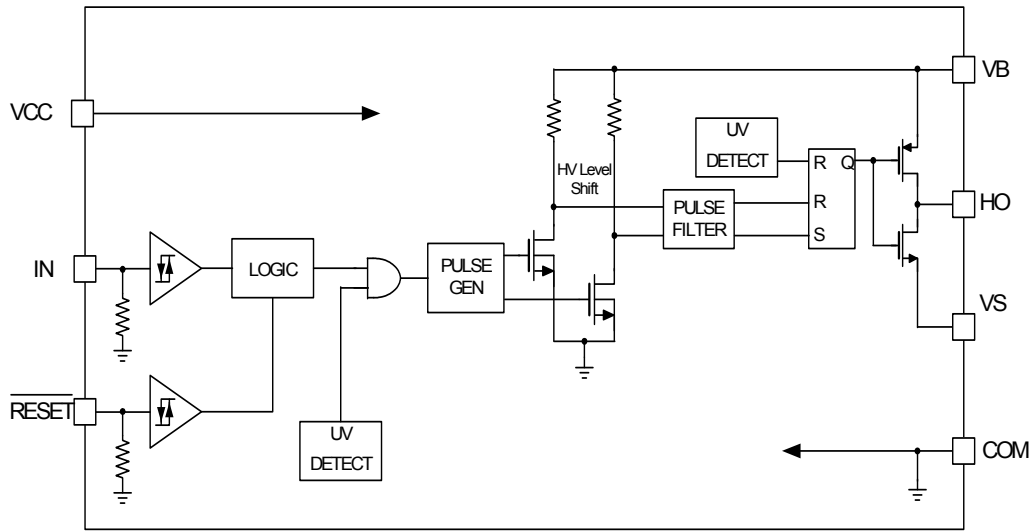 VB
VCC
UV
DETECT
R
Q
HV Level
Shift
PULSE
FILTER
R
HO
S
IN
LOGIC
PULSE
GEN
VS
RESET
UV
DETECT
COM